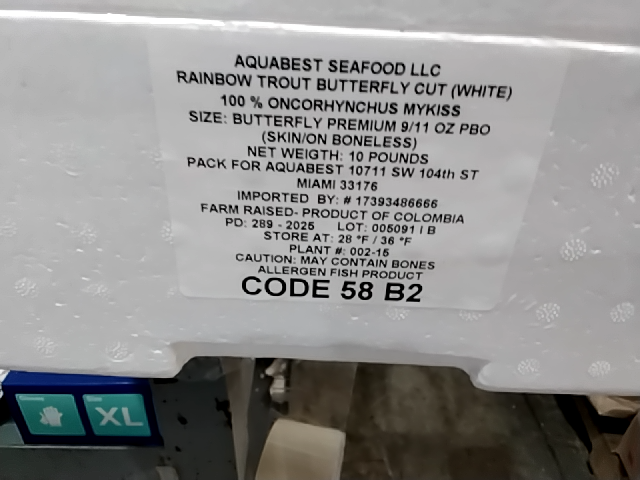 AQUABEST SEAFOOD LLC
RAINBOW TROUT BUTTERFLY CUT (WHITE)
100 % ONCORHYNCHUS MYKISS
SIZE: BUTTERFLY PREMIUM 9/11 OZ PBO
(SKIN/ON BONELESS)
NET WEIGTH: 10 POUNDS
PACK FOR AQUABEST 10711 SW 104th ST
MIAMI 33176
IMPORTED BY: # 17393486666
FARM RAISED- PRODUCT OF COLOMBIA
PD: 289 - 2025 LOT: 005091 I B
STORE AT: 28 °F / 36 °F
PLANT #: 002-15
CAUTION: MAY CONTAIN BONES
ALLERGEN FISH PRODUCT
CODE 58 B2
XL